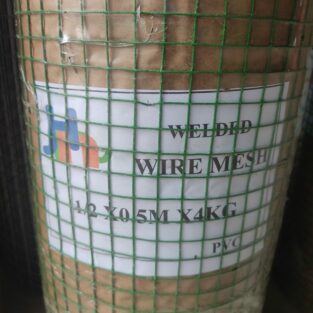 WELDED
WIRE MESH
1/2 X0.5M X4KG
PVC